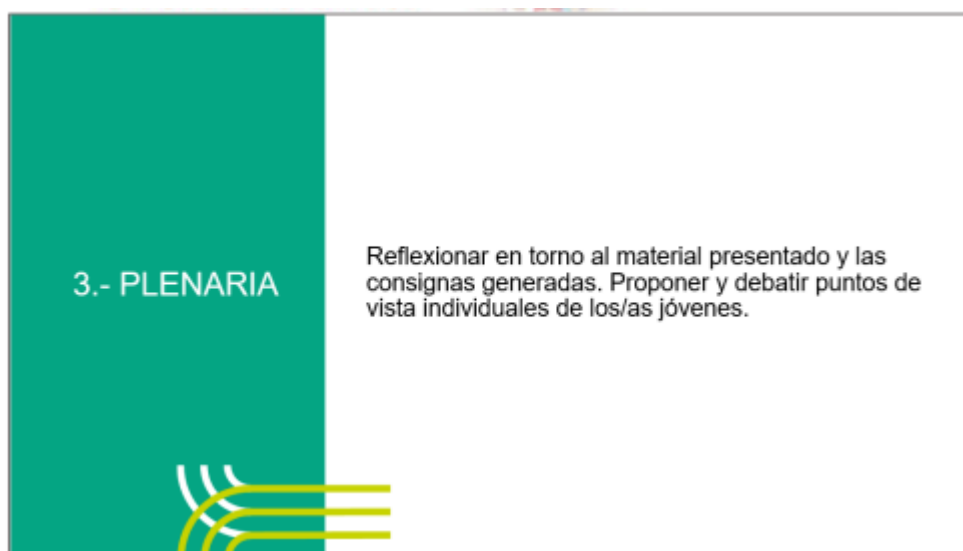 3.- PLENARIA
Reflexionar en torno al material presentado y las
consignas generadas. Proponer y debatir puntos de
vista individuales de los/as jóvenes.